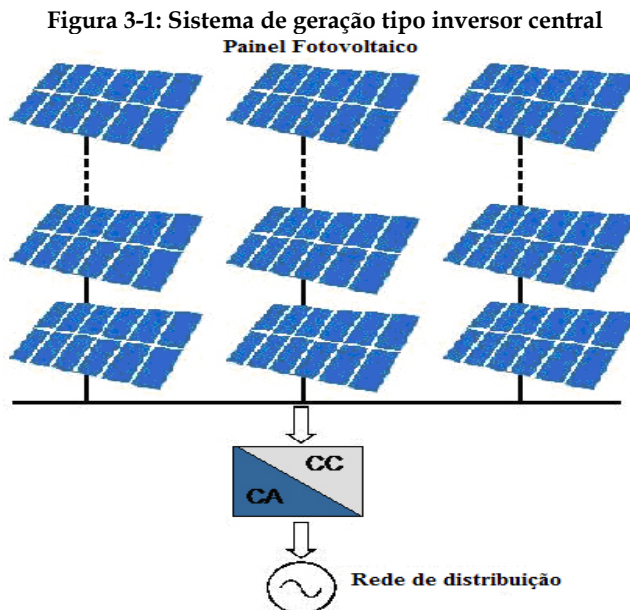 Figura 3-1: Sistema de geração tipo inversor central
Painel Fotovoltaico
CC
CA
Rede de distribuição